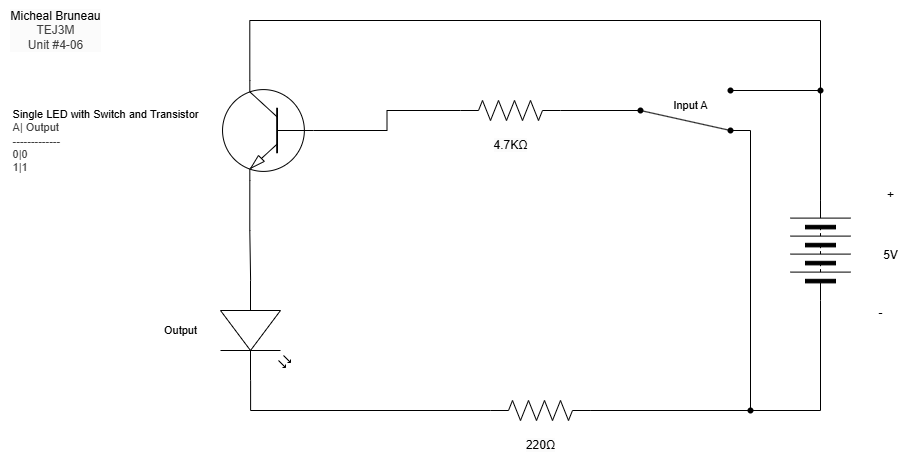 Micheal Bruneau
TEJ3M
Unit #4-06
Single LED with Switch and Transistor
A| Output
-------------
0|0
1|1
Input A
4.7KΩ
+
5V
-
Output
220Ω